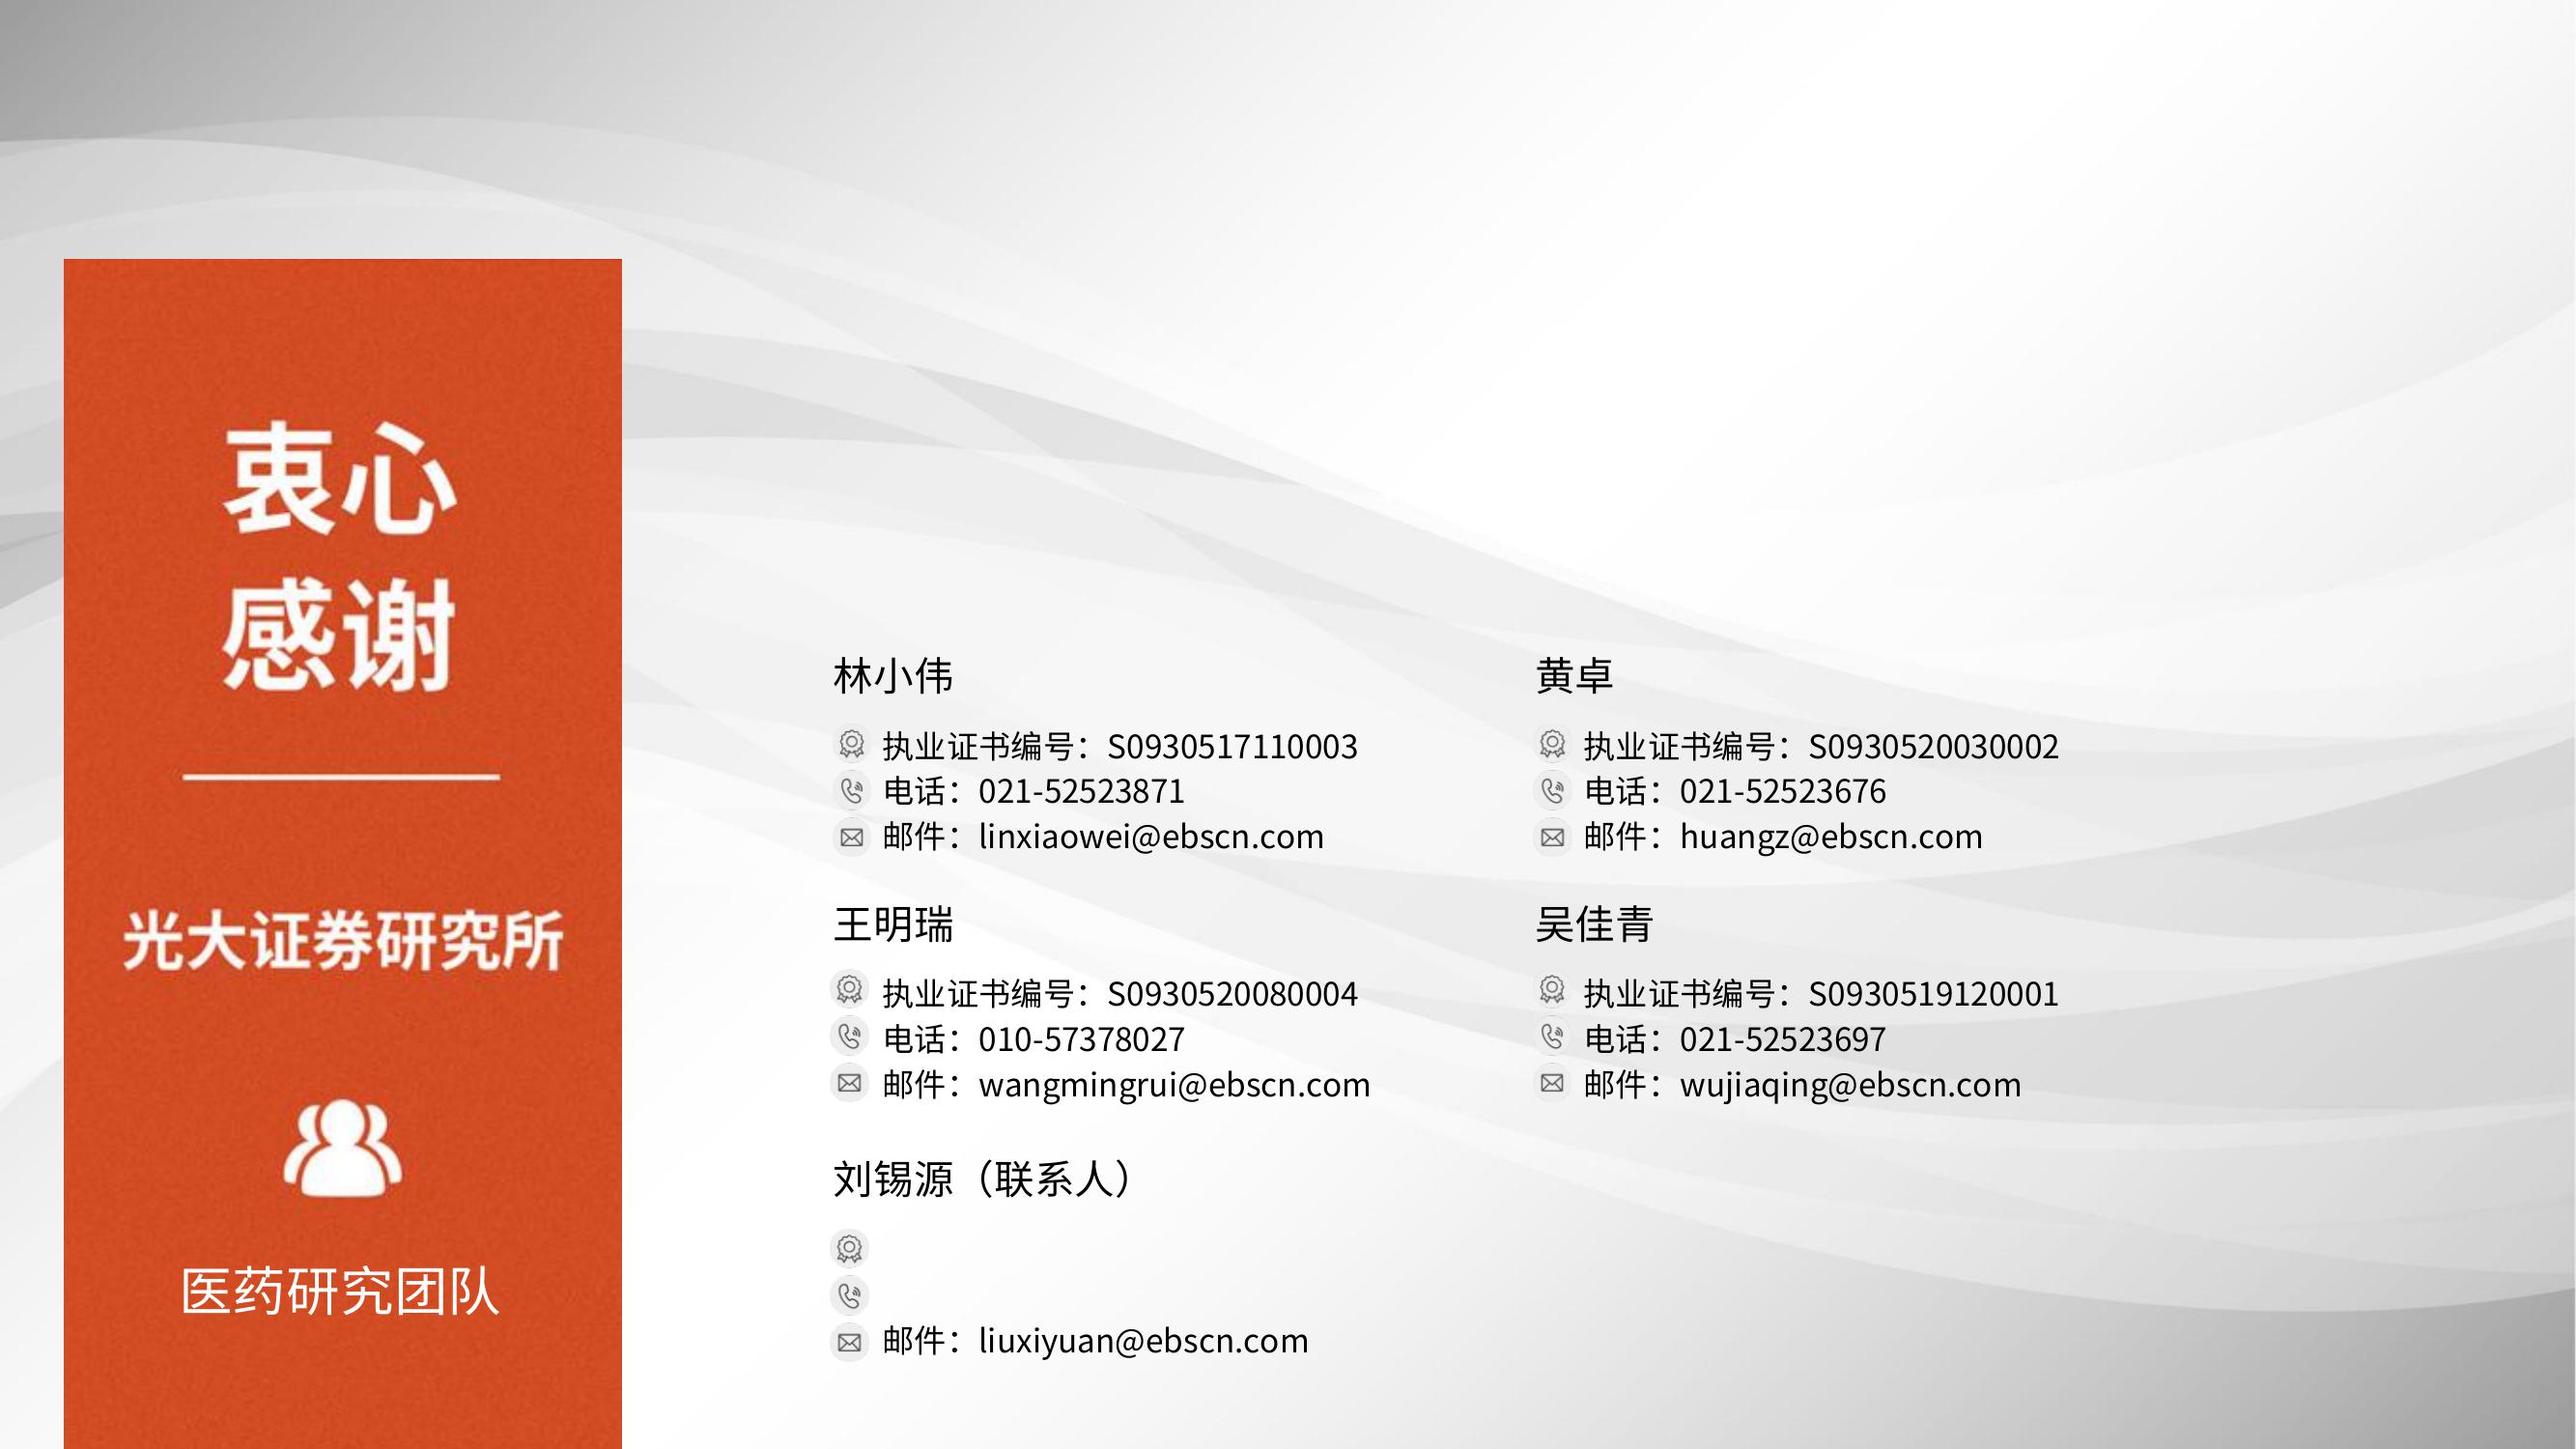 衷心
感谢
光大证券研究所
医药研究团队
林小伟
执业证书编号：S0930517110003
电话：021-52523871
邮件：linxiaowei@ebscn.com
黄卓
执业证书编号：S0930520030002
电话：021-52523676
邮件：huangz@ebscn.com
王明瑞
执业证书编号：S0930520080004
电话：010-57378027
邮件：wangmingrui@ebscn.com
吴佳青
执业证书编号：S0930519120001
电话：021-52523697
邮件：wujiaqing@ebscn.com
刘锡源（联系人）
邮件：liuxiyuan@ebscn.com